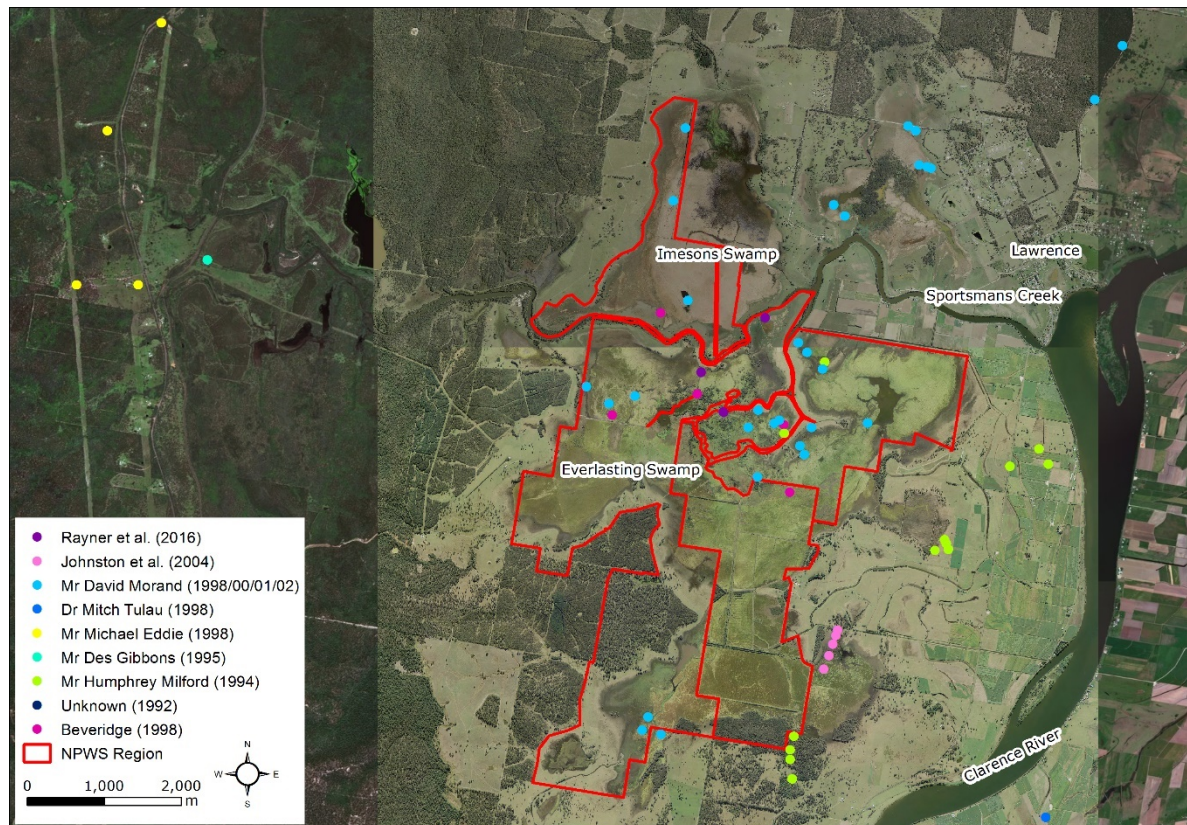 Imesons Swamp
Lawrence
Sportsmans Creek
Everlasting Swamp
Clarence River
Rayner et al. (2016)
Johnston et al. (2004)
Mr David Morand (1998/00/01/02)
Dr Mitch Tulau (1998)
Mr Michael Eddie (1998)
Mr Des Gibbons (1995)
Mr Humphrey Milford (1994)
Unknown (1992)
Beveridge (1998)
NPWS Region
N
W E
S
0 1,000 2,000
m